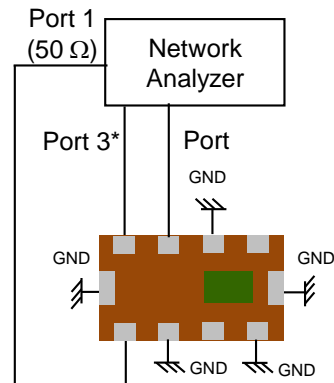 Port 1
(50 Ω)
Network
Analyzer
Port 3*
Port
GND
GND
GND
GND
GND